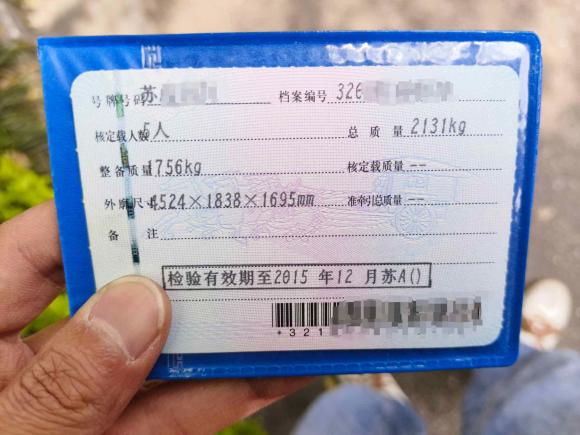 号牌号码 苏 档案编号 326
核定载人数 5人 总质量 2131kg
整备质量 1756kg 核定载质量 --
外廓尺寸 4524×1838×1695mm 准牵引总质量 --
备注
检验有效期至2015 年12 月苏A()
*321